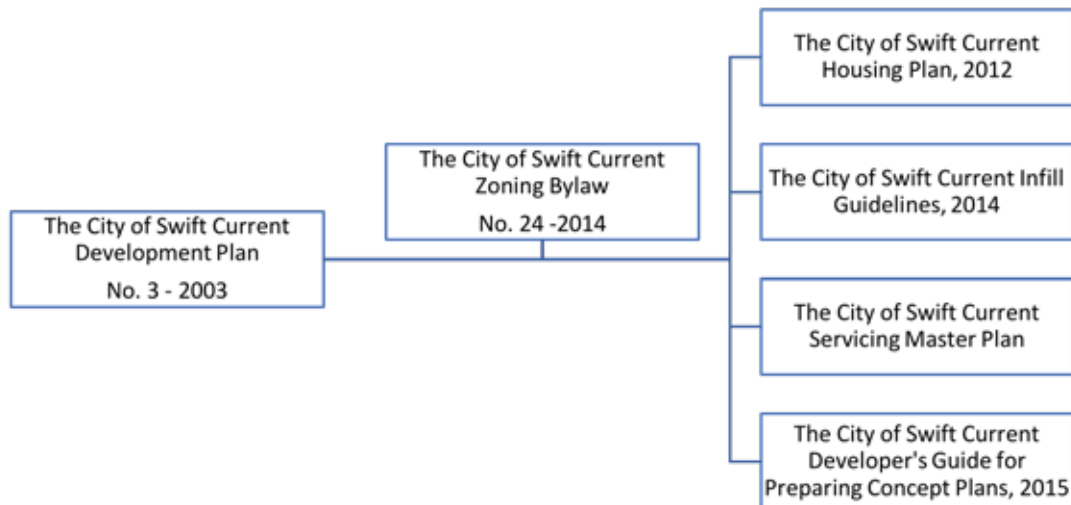 The City of Swift Current
Development Plan
No. 3 - 2003
The City of Swift Current
Zoning Bylaw
No. 24 -2014
The City of Swift Current
Housing Plan, 2012
The City of Swift Current Infill
Guidelines, 2014
The City of Swift Current
Servicing Master Plan
The City of Swift Current
Developer's Guide for
Preparing Concept Plans, 2015